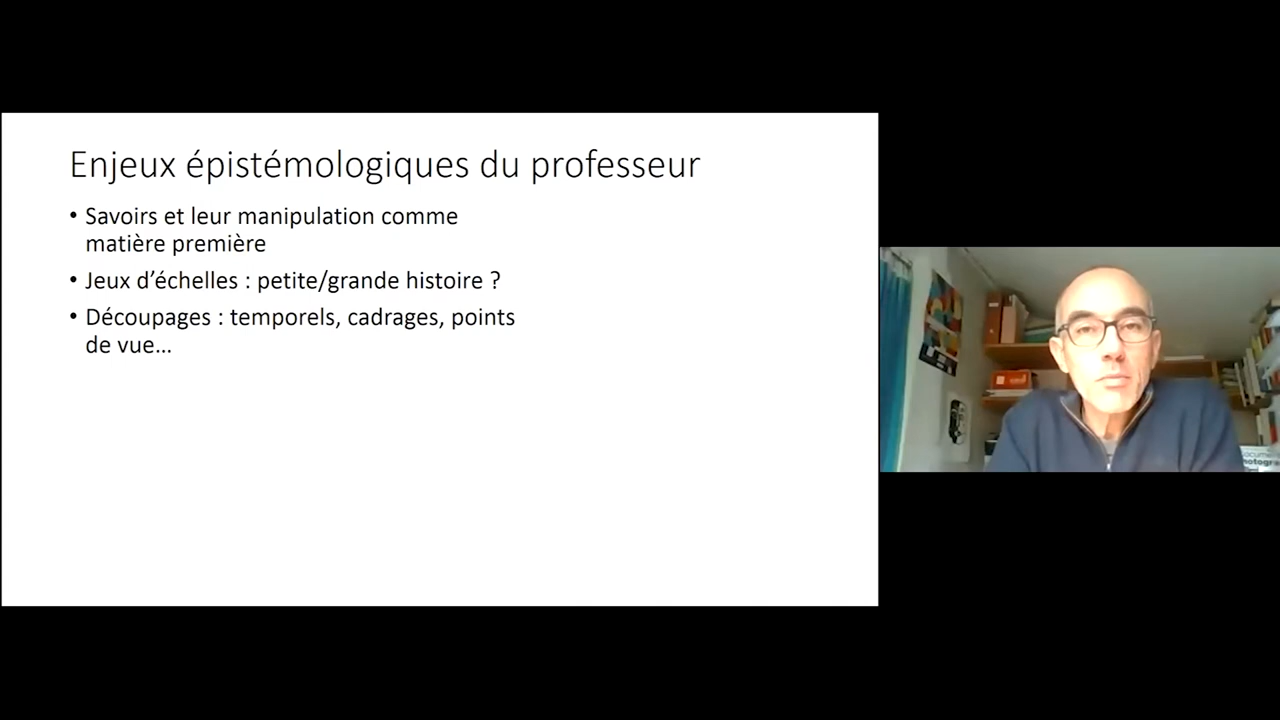 Enjeux épistémologiques du professeur
• Savoirs et leur manipulation comme
matière première
• Jeux d’échelles : petite/grande histoire ?
• Découpages : temporels, cadrages, points
de vue…